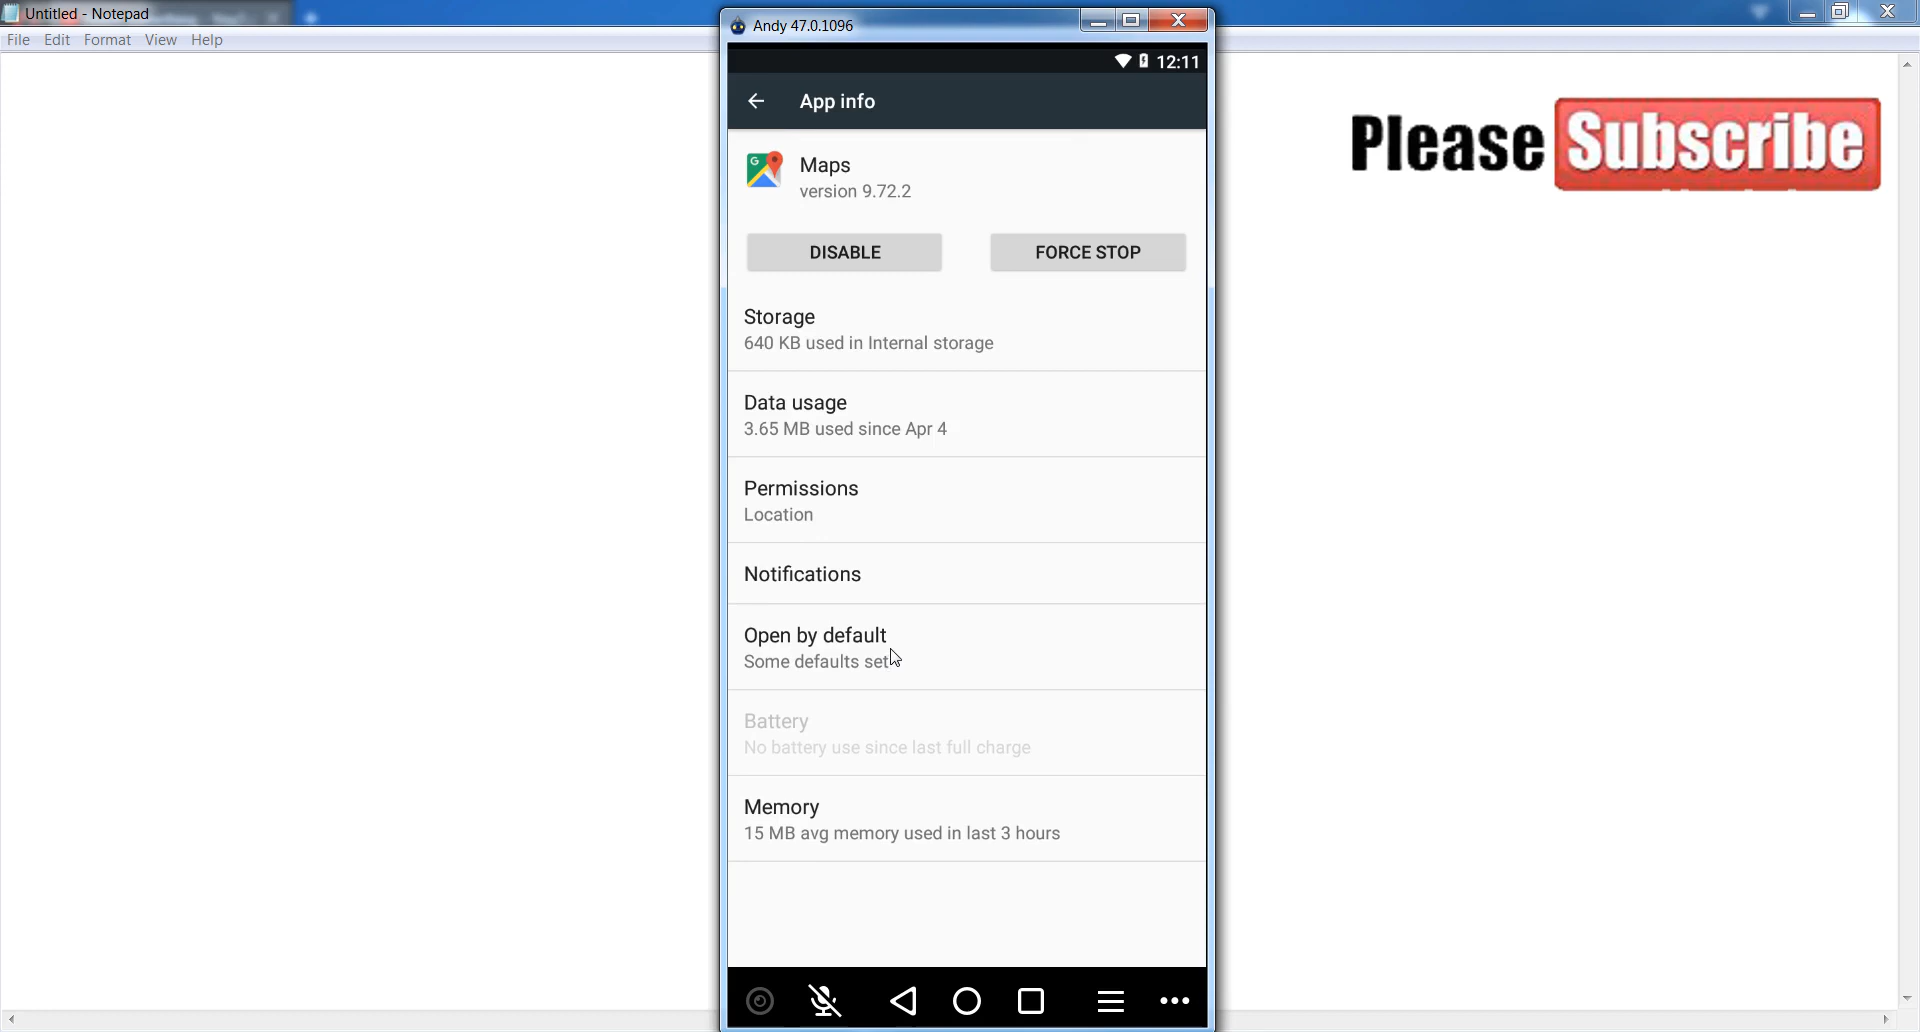 Untitled - Notepad
File Edit Format View Help
Andy 47.0.1096
12:11
App info
Maps
version 9.72.2
DISABLE
FORCE STOP
Storage
640 KB used in Internal storage
Data usage
3.65 MB used since Apr 4
Permissions
Location
Notifications
Open by default
Some defaults set
Battery
No battery use since last full charge
Memory
15 MB avg memory used in last 3 hours
Please Subscribe